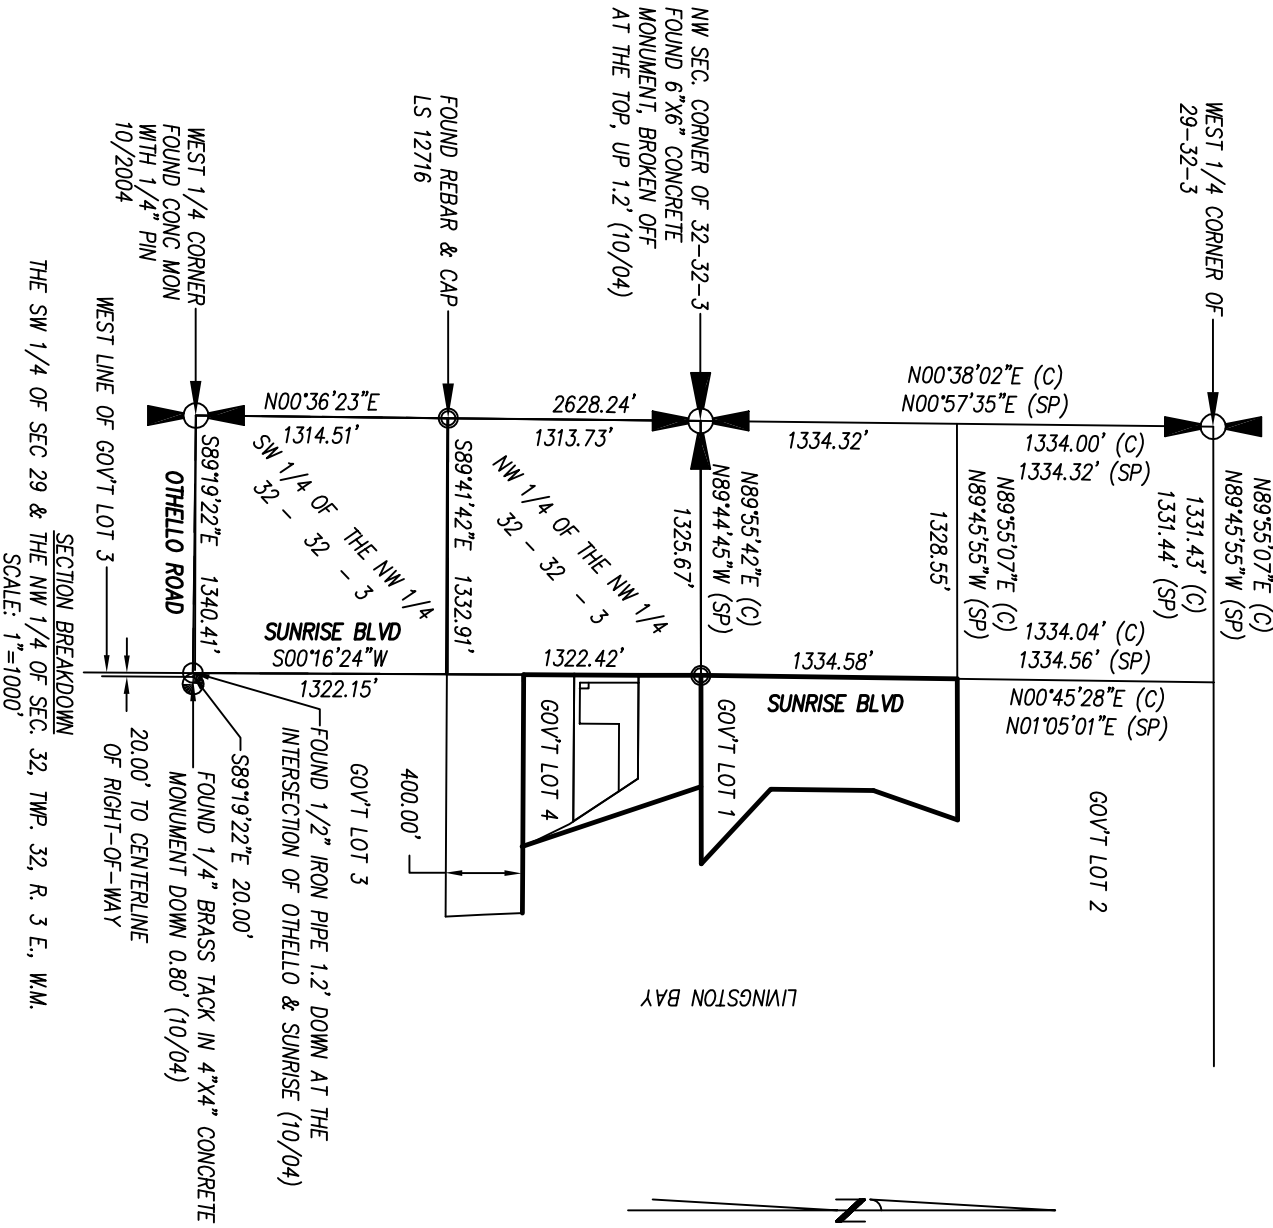 WEST 1/4 CORNER OF
29-32-3
NW SEC. CORNER OF 32-32-3
FOUND 6"X6" CONCRETE
MONUMENT, BROKEN OFF
AT THE TOP, UP 1.2' (10/04)
FOUND REBAR & CAP
LS 12716
WEST 1/4 CORNER
FOUND CONC MON
WITH 1/4" PIN
10/2004
WEST LINE OF GOV'T LOT 3
N00°36'23"E
1314.51'
2628.24'
1313.73'
1334.32'
N00°38'02"E (C)
N00°57'35"E (SP)
1334.00' (C)
1334.32' (SP)
N89°55'07"E (C)
N89°45'55"W (SP)
1331.43' (C)
1331.44' (SP)
N89°55'07"E (C)
N89°45'55"W (SP)
1328.55'
N89°55'42"E (C)
N89°44'45"W (SP)
1325.67'
S89°41'42"E 1332.91'
S89°19'22"E 1340.41'
OTHELLO ROAD
NW 1/4 OF THE NW 1/4
32 - 32 - 3
SW 1/4 OF THE NW 1/4
32 - 32 - 3
SUNRISE BLVD
S00°16'24"W
1322.15'
1322.42'
1334.58'
SUNRISE BLVD
1334.04' (C)
1334.56' (SP)
N00°45'28"E (C)
N01°05'01"E (SP)
GOV'T LOT 1
GOV'T LOT 2
GOV'T LOT 4
GOV'T LOT 3
400.00'
LIVINGSTON BAY
FOUND 1/2" IRON PIPE 1.2' DOWN AT THE
INTERSECTION OF OTHELLO & SUNRISE (10/04)
S89°19'22"E 20.00'
FOUND 1/4" BRASS TACK IN 4"X4" CONCRETE
MONUMENT DOWN 0.80' (10/04)
20.00' TO CENTERLINE
OF RIGHT-OF-WAY
SECTION BREAKDOWN
THE SW 1/4 OF SEC 29 & THE NW 1/4 OF SEC. 32, TWP. 32, R. 3 E., W.M.
SCALE: 1"=1000'
N